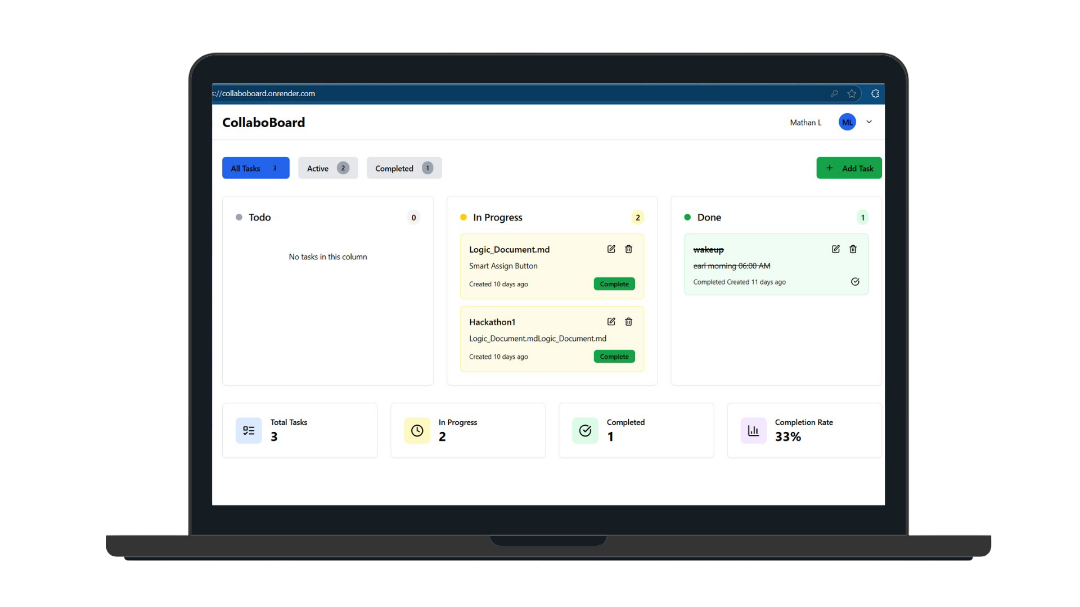 s://collaboboard.onrender.com
CollaboBoard
Mathan L
ML
All Tasks 3
Active 2
Completed 1
+ Add Task
Todo 0
No tasks in this column
In Progress 2
Logic_Document.md
Smart Assign Button
Created 10 days ago
Complete
Hackathon1
Logic_Document.mdLogic_Document.md
Created 10 days ago
Complete
Done 1
wakeup
earl morning 06:00 AM
Completed Created 11 days ago
Total Tasks
3
In Progress
2
Completed
1
Completion Rate
33%